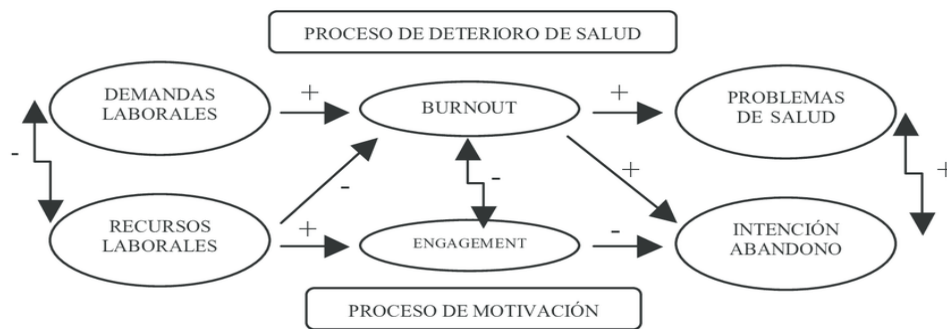 PROCESO DE DETERIORO DE SALUD
DEMANDAS
LABORALES
+
BURNOUT
+
PROBLEMAS
DE SALUD
-
-
-
+
+
RECURSOS
LABORALES
+
ENGAGEMENT
-
INTENCIÓN
ABANDONO
PROCESO DE MOTIVACIÓN